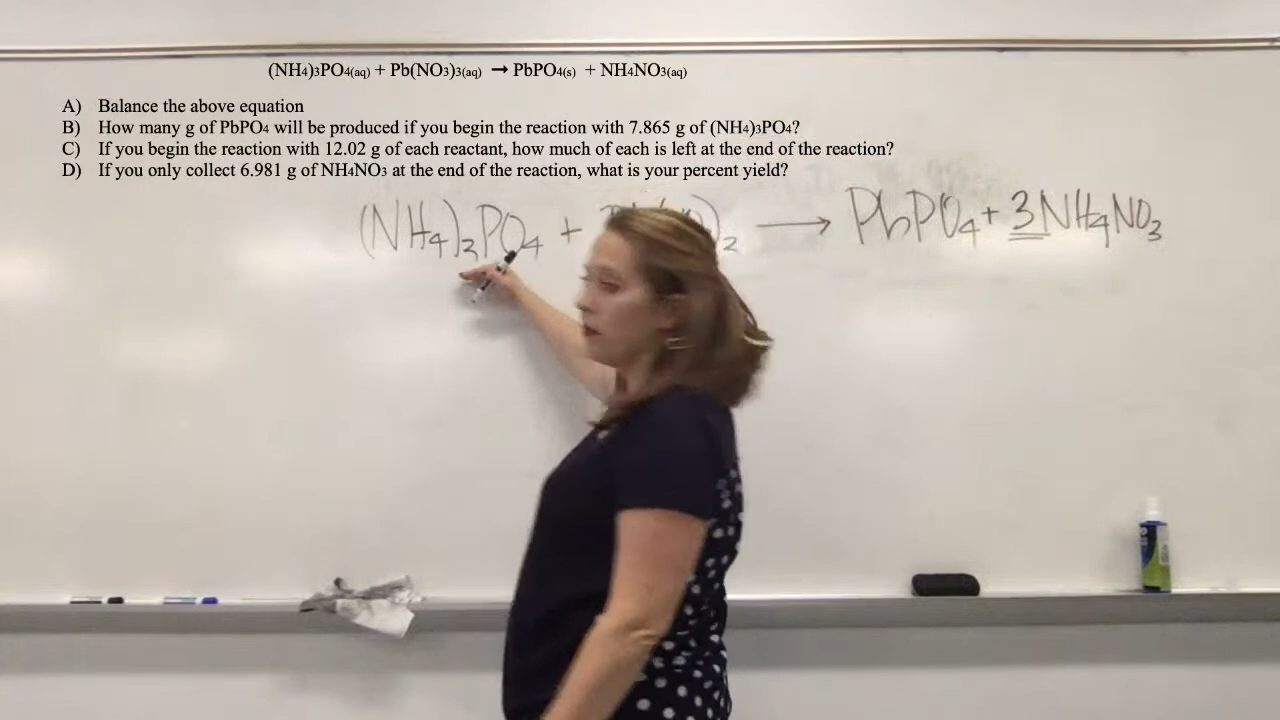 (NH4)3PO4(aq) + Pb(NO3)3(aq) → PbPO4(s) + NH4NO3(aq)
A) Balance the above equation
B) How many g of PbPO4 will be produced if you begin the reaction with 7.865 g of (NH4)3PO4?
C) If you begin the reaction with 12.02 g of each reactant, how much of each is left at the end of the reaction?
D) If you only collect 6.981 g of NH4NO3 at the end of the reaction, what is your percent yield?
(NH4)3PO4 + → PbPO4 + 3NH4NO3